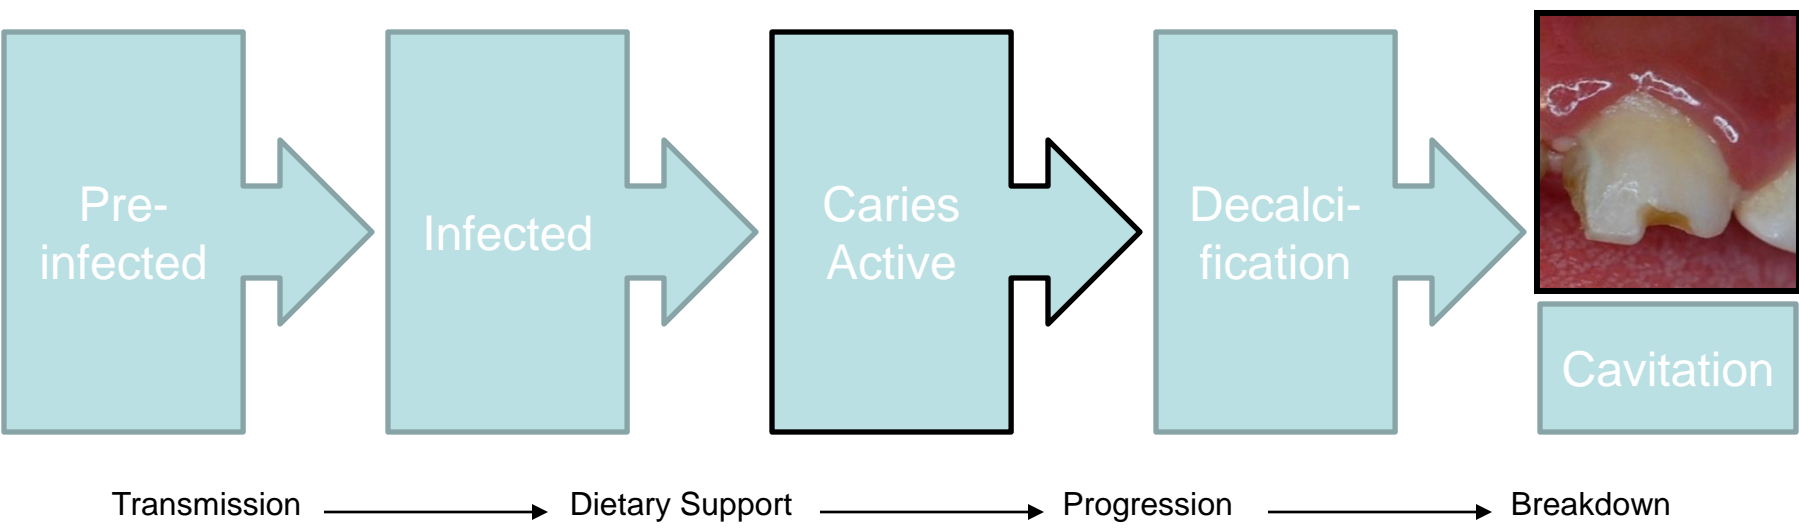 Pre-
infected
Infected
Caries
Active
Decalci-
fication
Cavitation
Transmission
Dietary Support
Progression
Breakdown